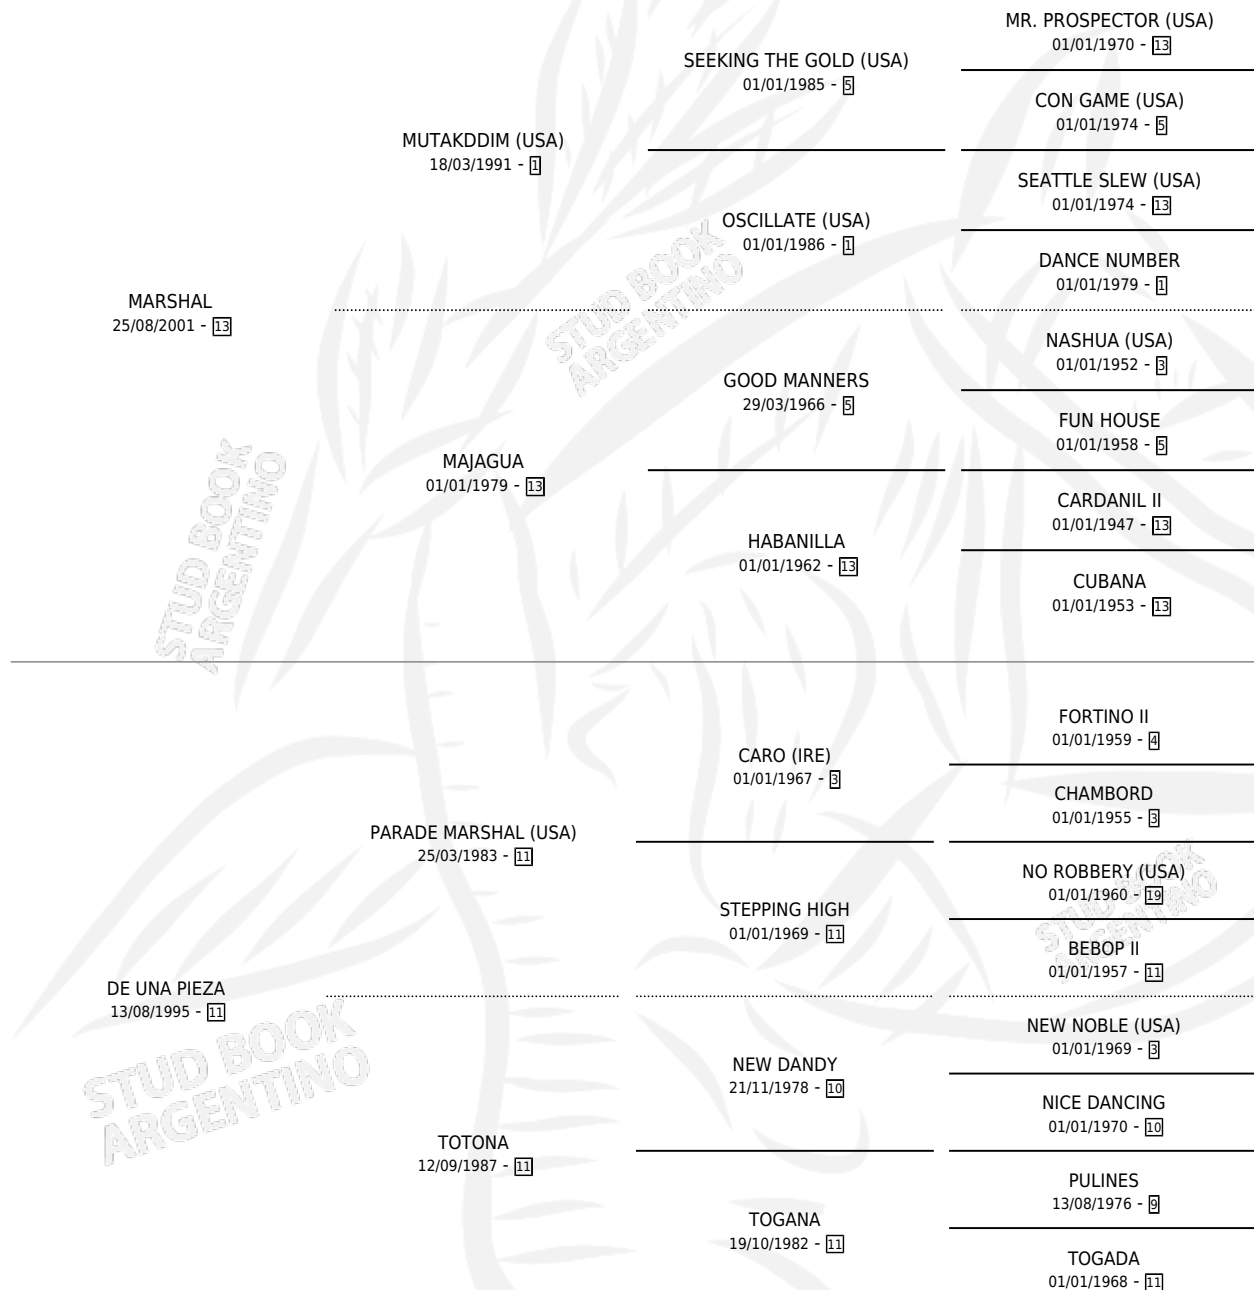 MR. PROSPECTOR (USA)
01/01/1970 - 13
SEEKING THE GOLD (USA)
01/01/1985 - 5
CON GAME (USA)
01/01/1974 - 5
MUTAKDDIM (USA)
18/03/1991 - 1
SEATTLE SLEW (USA)
01/01/1974 - 13
OSCILLATE (USA)
01/01/1986 - 1
DANCE NUMBER
01/01/1979 - 1
MARSHAL
25/08/2001 - 13
NASHUA (USA)
01/01/1952 - 3
GOOD MANNERS
29/03/1966 - 5
FUN HOUSE
01/01/1958 - 5
MAJAGUA
01/01/1979 - 13
CARDANIL II
01/01/1947 - 13
HABANILLA
01/01/1962 - 13
CUBANA
01/01/1953 - 13
STUD BOOK
ARGENTINO
STUD BOOK
ARGENTINO
FORTINO II
01/01/1959 - 4
CARO (IRE)
01/01/1967 - 3
CHAMBORD
01/01/1955 - 3
PARADE MARSHAL (USA)
25/03/1983 - 11
NO ROBBERY (USA)
01/01/1960 - 19
STEPPING HIGH
01/01/1969 - 11
BEBOP II
01/01/1957 - 11
DE UNA PIEZA
13/08/1995 - 11
NEW NOBLE (USA)
01/01/1969 - 3
NEW DANDY
21/11/1978 - 10
NICE DANCING
01/01/1970 - 10
TOTONA
12/09/1987 - 11
PULINES
13/08/1976 - 9
TOGANA
19/10/1982 - 11
TOGADA
01/01/1968 - 11
STUD BOOK
ARGENTINO
STUD BOOK
ARGENTINO